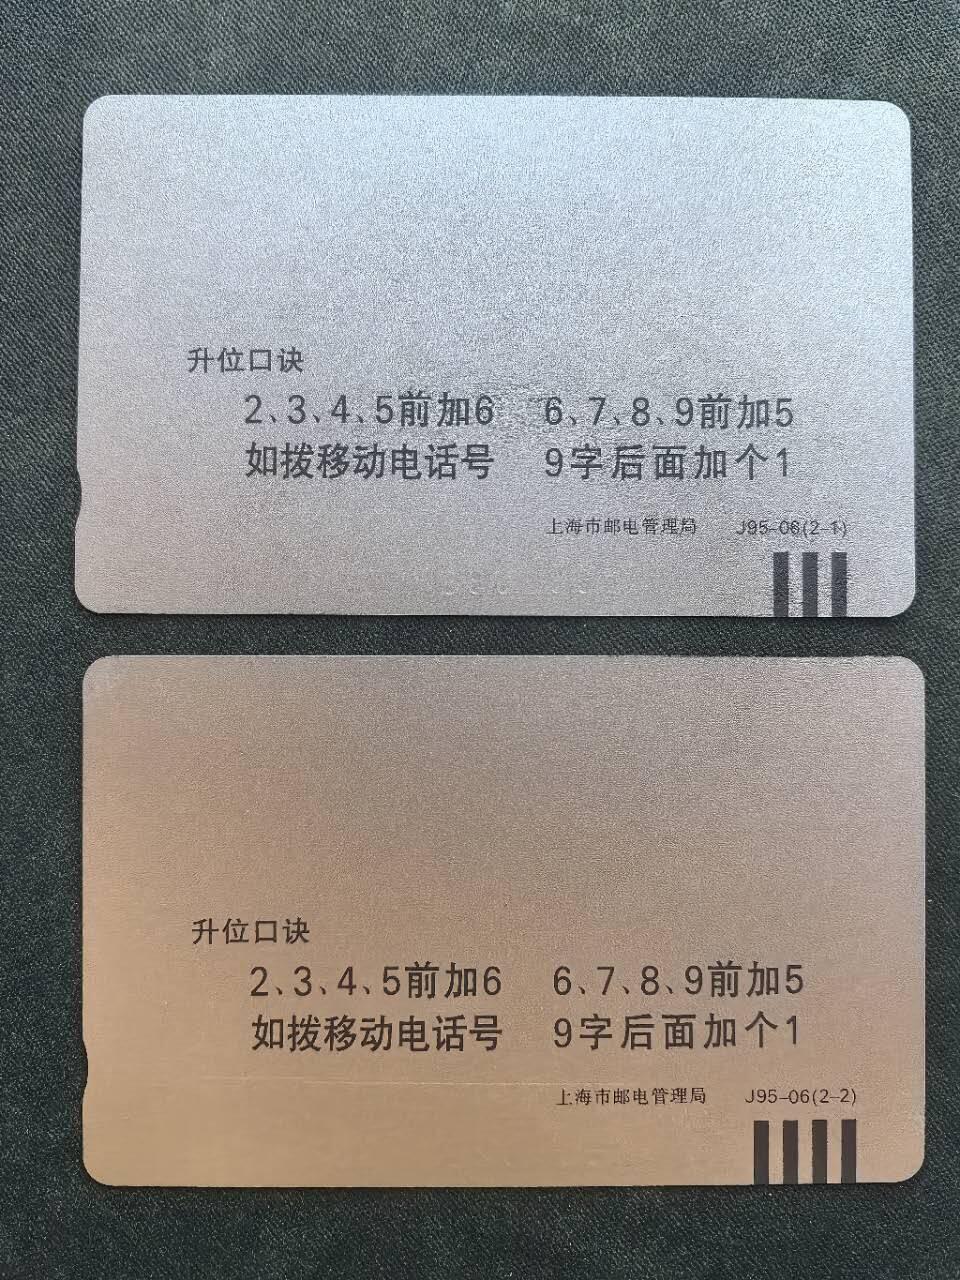 升位口诀
2、3、4、5前加6 6、7、8、9前加5
如拨移动电话号 9字后面加个1
上海市邮电管理局 J95-06(2-1)
升位口诀
2、3、4、5前加6 6、7、8、9前加5
如拨移动电话号 9字后面加个1
上海市邮电管理局 J95-06(2-2)